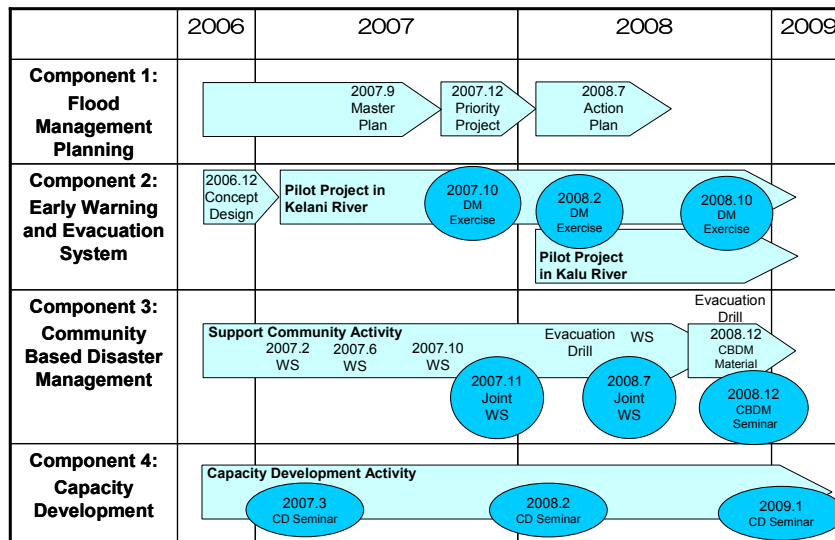 2006
2007
2008
2009
Component 1:
Flood
Management
Planning
2007.9
Master
Plan
2007.12
Priority
Project
2008.7
Action
Plan
Component 2:
Early Warning
and Evacuation
System
2006.12
Concept
Design
Pilot Project in
Kelani River
2007.10
DM
Exercise
2008.2
DM
Exercise
2008.10
DM
Exercise
Pilot Project
in Kalu River
Component 3:
Community
Based Disaster
Management
Support Community Activity
2007.2
WS
2007.6
WS
2007.10
WS
Evacuation
Drill
WS
Evacuation
Drill
2008.12
CBDM
Material
2007.11
Joint
WS
2008.7
Joint
WS
2008.12
CBDM
Seminar
Component 4:
Capacity
Development
Capacity Development Activity
2007.3
CD Seminar
2008.2
CD Seminar
2009.1
CD Seminar